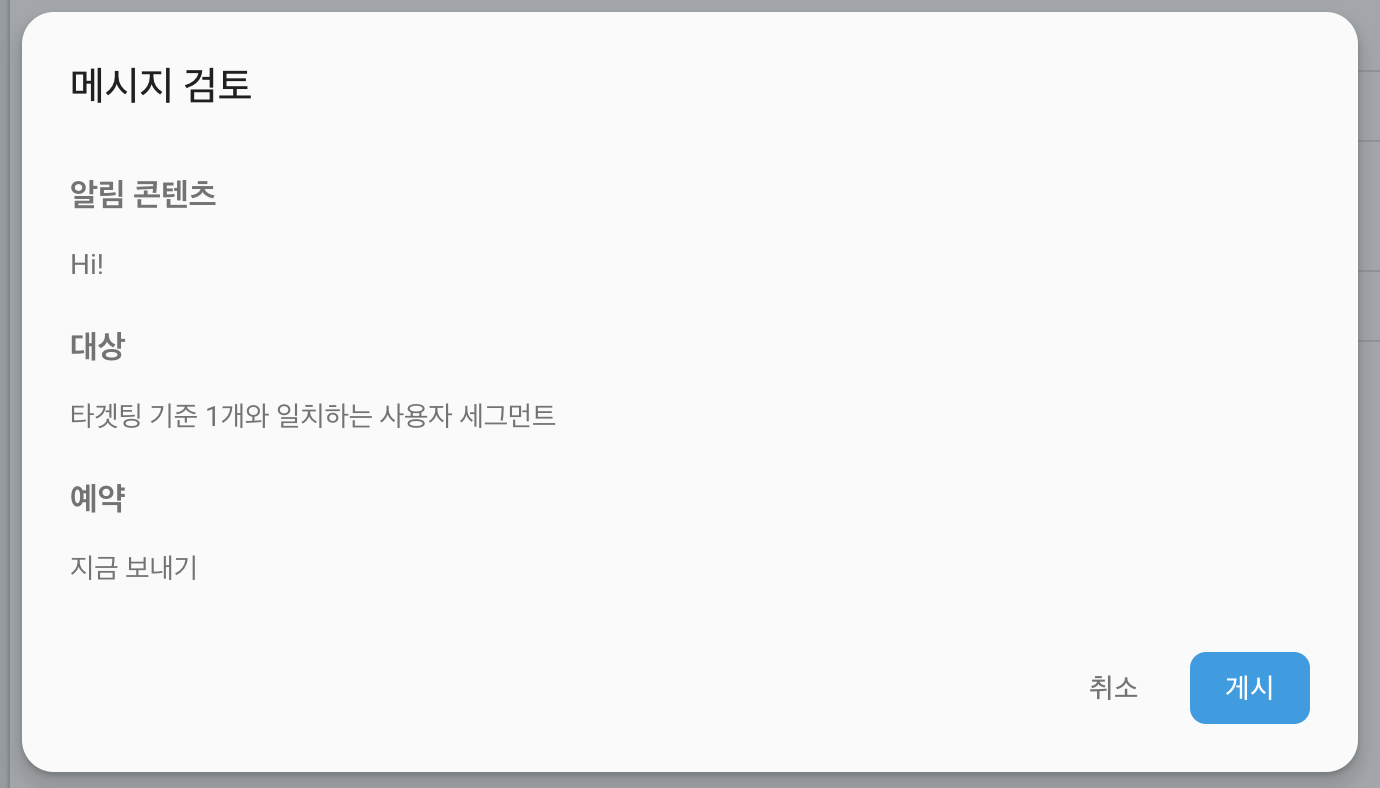 메시지 검토
알림 콘텐츠
Hi!
대상
타겟팅 기준 1개와 일치하는 사용자 세그먼트
예약
지금 보내기
취소
게시